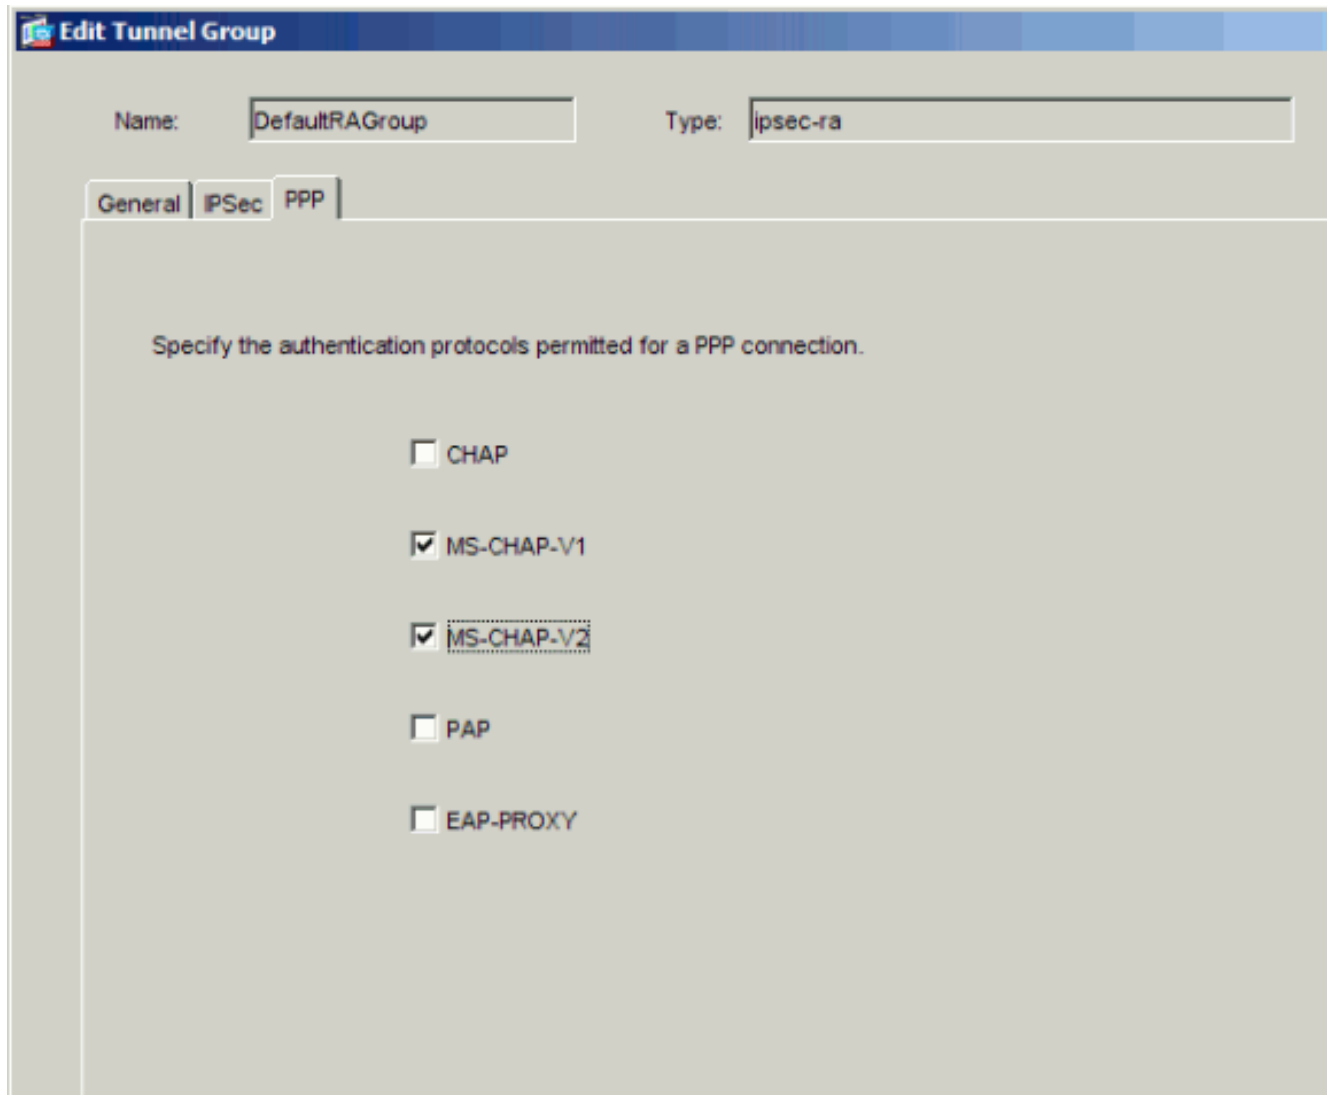 Edit Tunnel Group
Name: DefaultRAGroup Type: ipsec-ra
General IPSec PPP
Specify the authentication protocols permitted for a PPP connection.
CHAP
MS-CHAP-V1
MS-CHAP-V2
PAP
EAP-PROXY